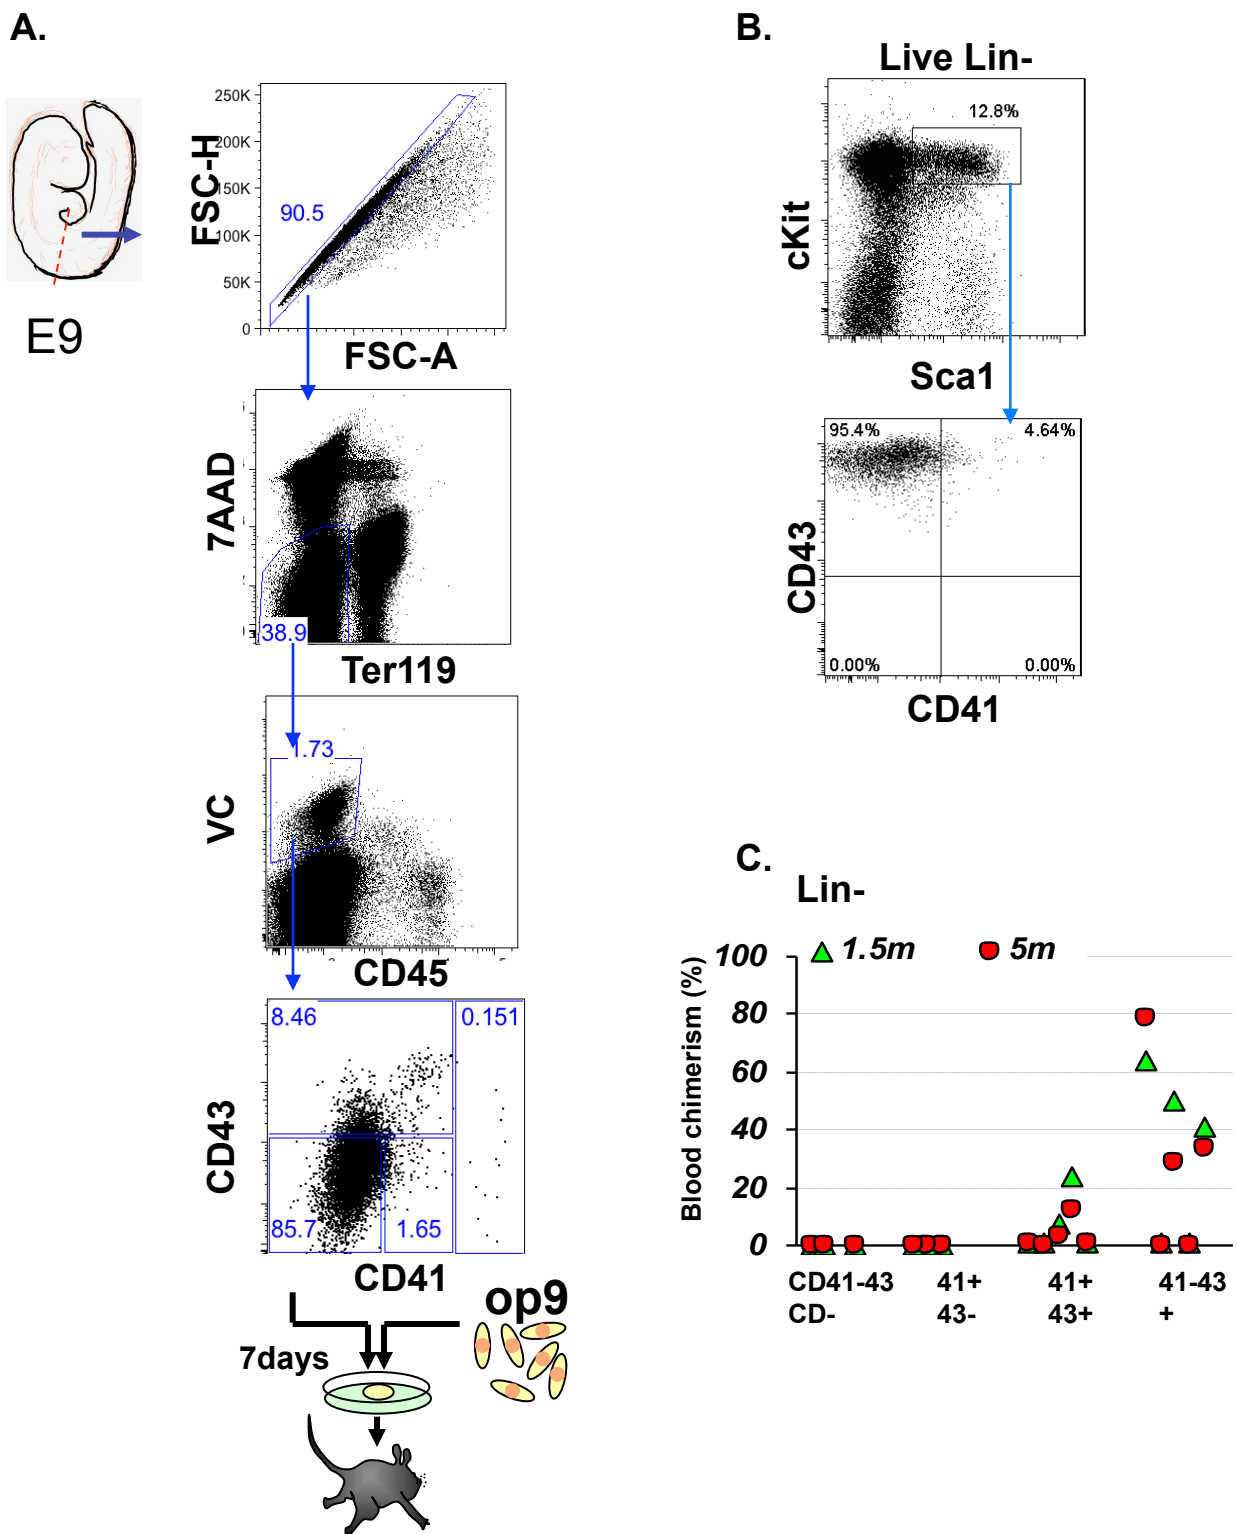 A.
E9
250K
200K
150K
100K
50K
0
FSC-H
90.5
FSC-A
7AAD
38.9
Ter119
VC
1.73
CD45
CD43
8.46
0.151
85.7
1.65
CD41
op9
7days
B.
Live Lin-
12.8%
cKit
Sca1
95.4%
4.64%
CD43
0.00%
0.00%
CD41
C.
Lin-
1.5m
5m
Blood chimerism (%)
100
80
60
40
20
0
CD41-43 41+ 41+ 41-43
CD- 43- 43+ +